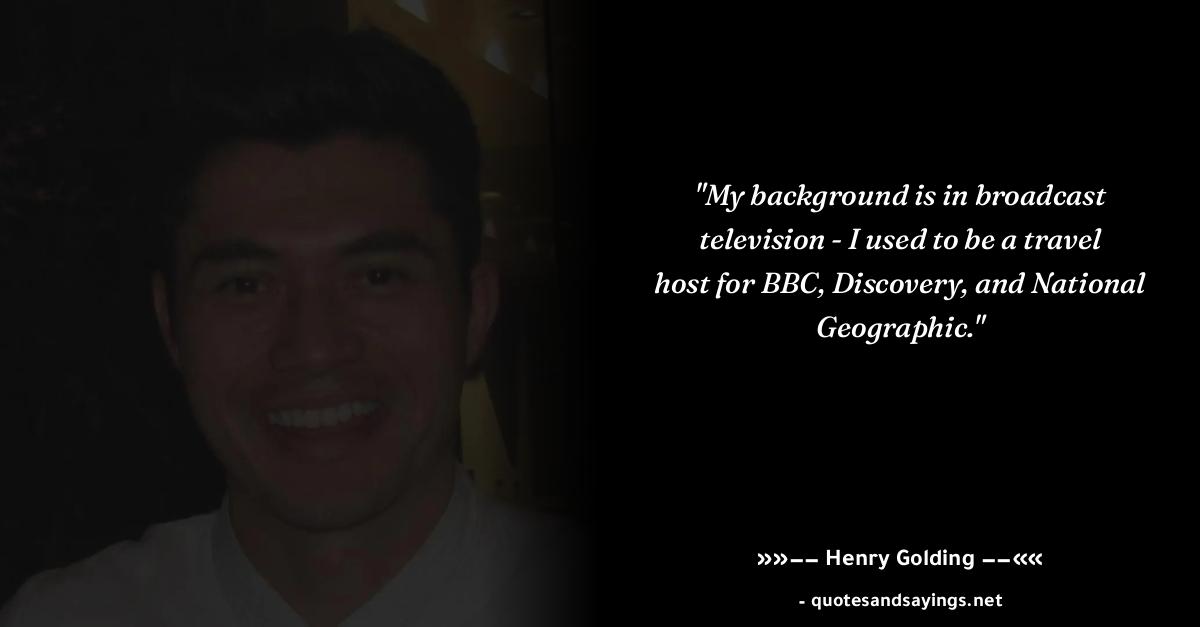 "My background is in broadcast
television - I used to be a travel
host for BBC, Discovery, and National
Geographic."
»»–– Henry Golding ––««
- quotesandsayings.net